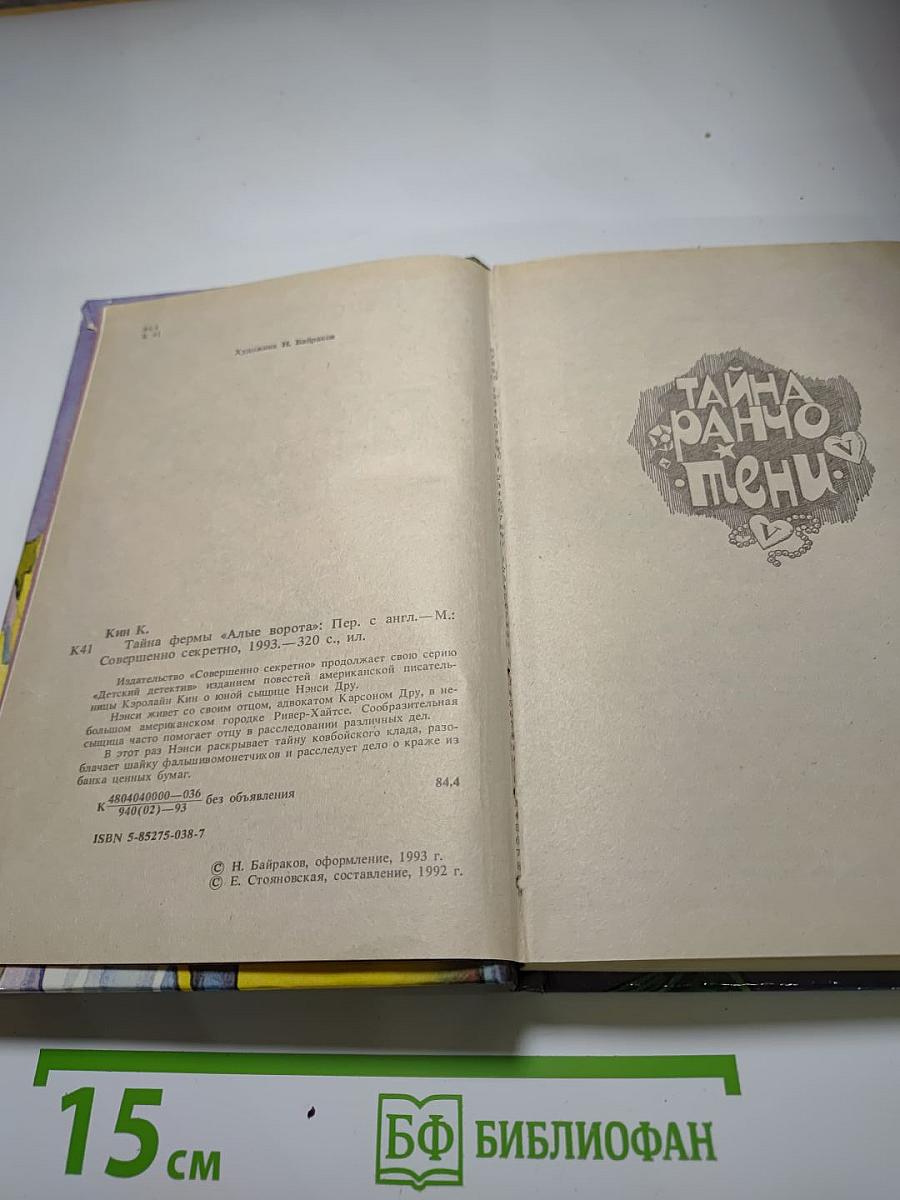 84.4
К 41
Художник Н. Байраков
Кин К.
К41 Тайна фермы «Алые ворота»: Пер. с англ.—М.:
Совершенно секретно, 1993.—320 с., ил.
Издательство «Совершенно секретно» продолжает свою серию
«Детский детектив» изданием повестей американской писатель-
ницы Кэролайн Кин о юной сыщице Нэнси Дру.
Нэнси живет со своим отцом, адвокатом Карсоном Дру, в не-
большом американском городке Ривер-Хайтсе. Сообразительная
сыщица часто помогает отцу в расследовании различных дел.
В этот раз Нэнси раскрывает тайну ковбойского клада, разо-
блачает шайку фальшивомонетчиков и расследует дело о краже из
банка ценных бумаг.
К 4804040000—036 без объявления 84.4
940(02)—93
ISBN 5-85275-038-7
© Н. Байраков, оформление, 1993 г.
© Е. Стояновская, составление, 1992 г.
ТАЙНА
РАНЧО
ТЕНИ
V
V
15 см
БФ БИБЛИОФАН